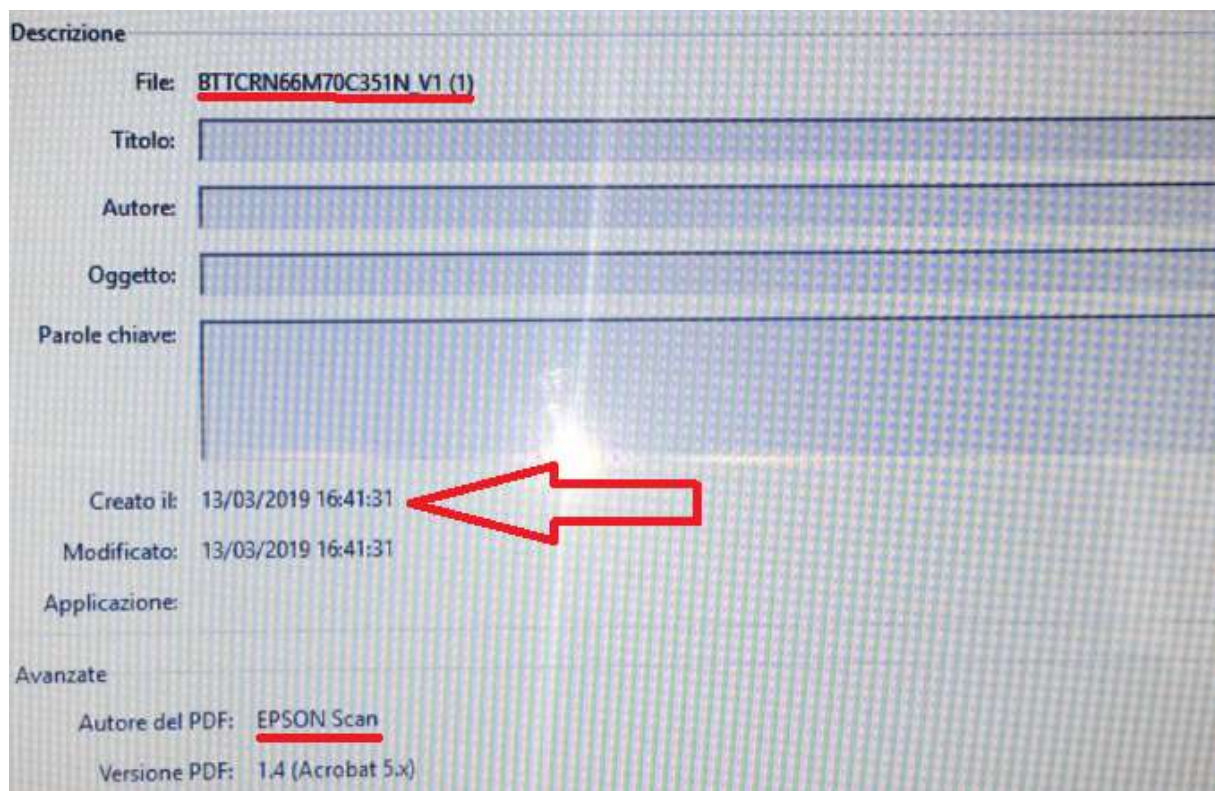 Descrizione
File: BTTCRN66M70C351N_V1 (1)
Titolo:
Autore:
Oggetto:
Parole chiave:
Creato il: 13/03/2019 16:41:31
Modificato: 13/03/2019 16:41:31
Applicazione:
Avanzate
Autore del PDF: EPSON Scan
Versione PDF: 1.4 (Acrobat 5.x)